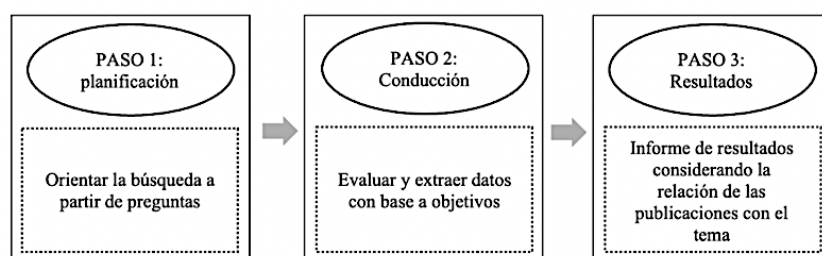 PASO 1:
planificación
Orientar la búsqueda a
partir de preguntas
PASO 2:
Conducción
Evaluar y extraer datos
con base a objetivos
PASO 3:
Resultados
Informe de resultados
considerando la
relación de las
publicaciones con el
tema